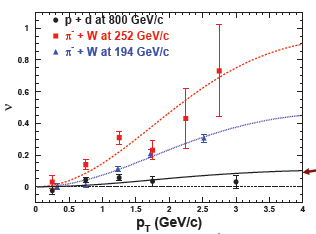 p + d at 800 GeV/c
π⁻ + W at 252 GeV/c
π⁻ + W at 194 GeV/c
1
0.8
0.6
0.4
0.2
0
ν
0 0.5 1 1.5 2 2.5 3 3.5 4
p_T (GeV/c)